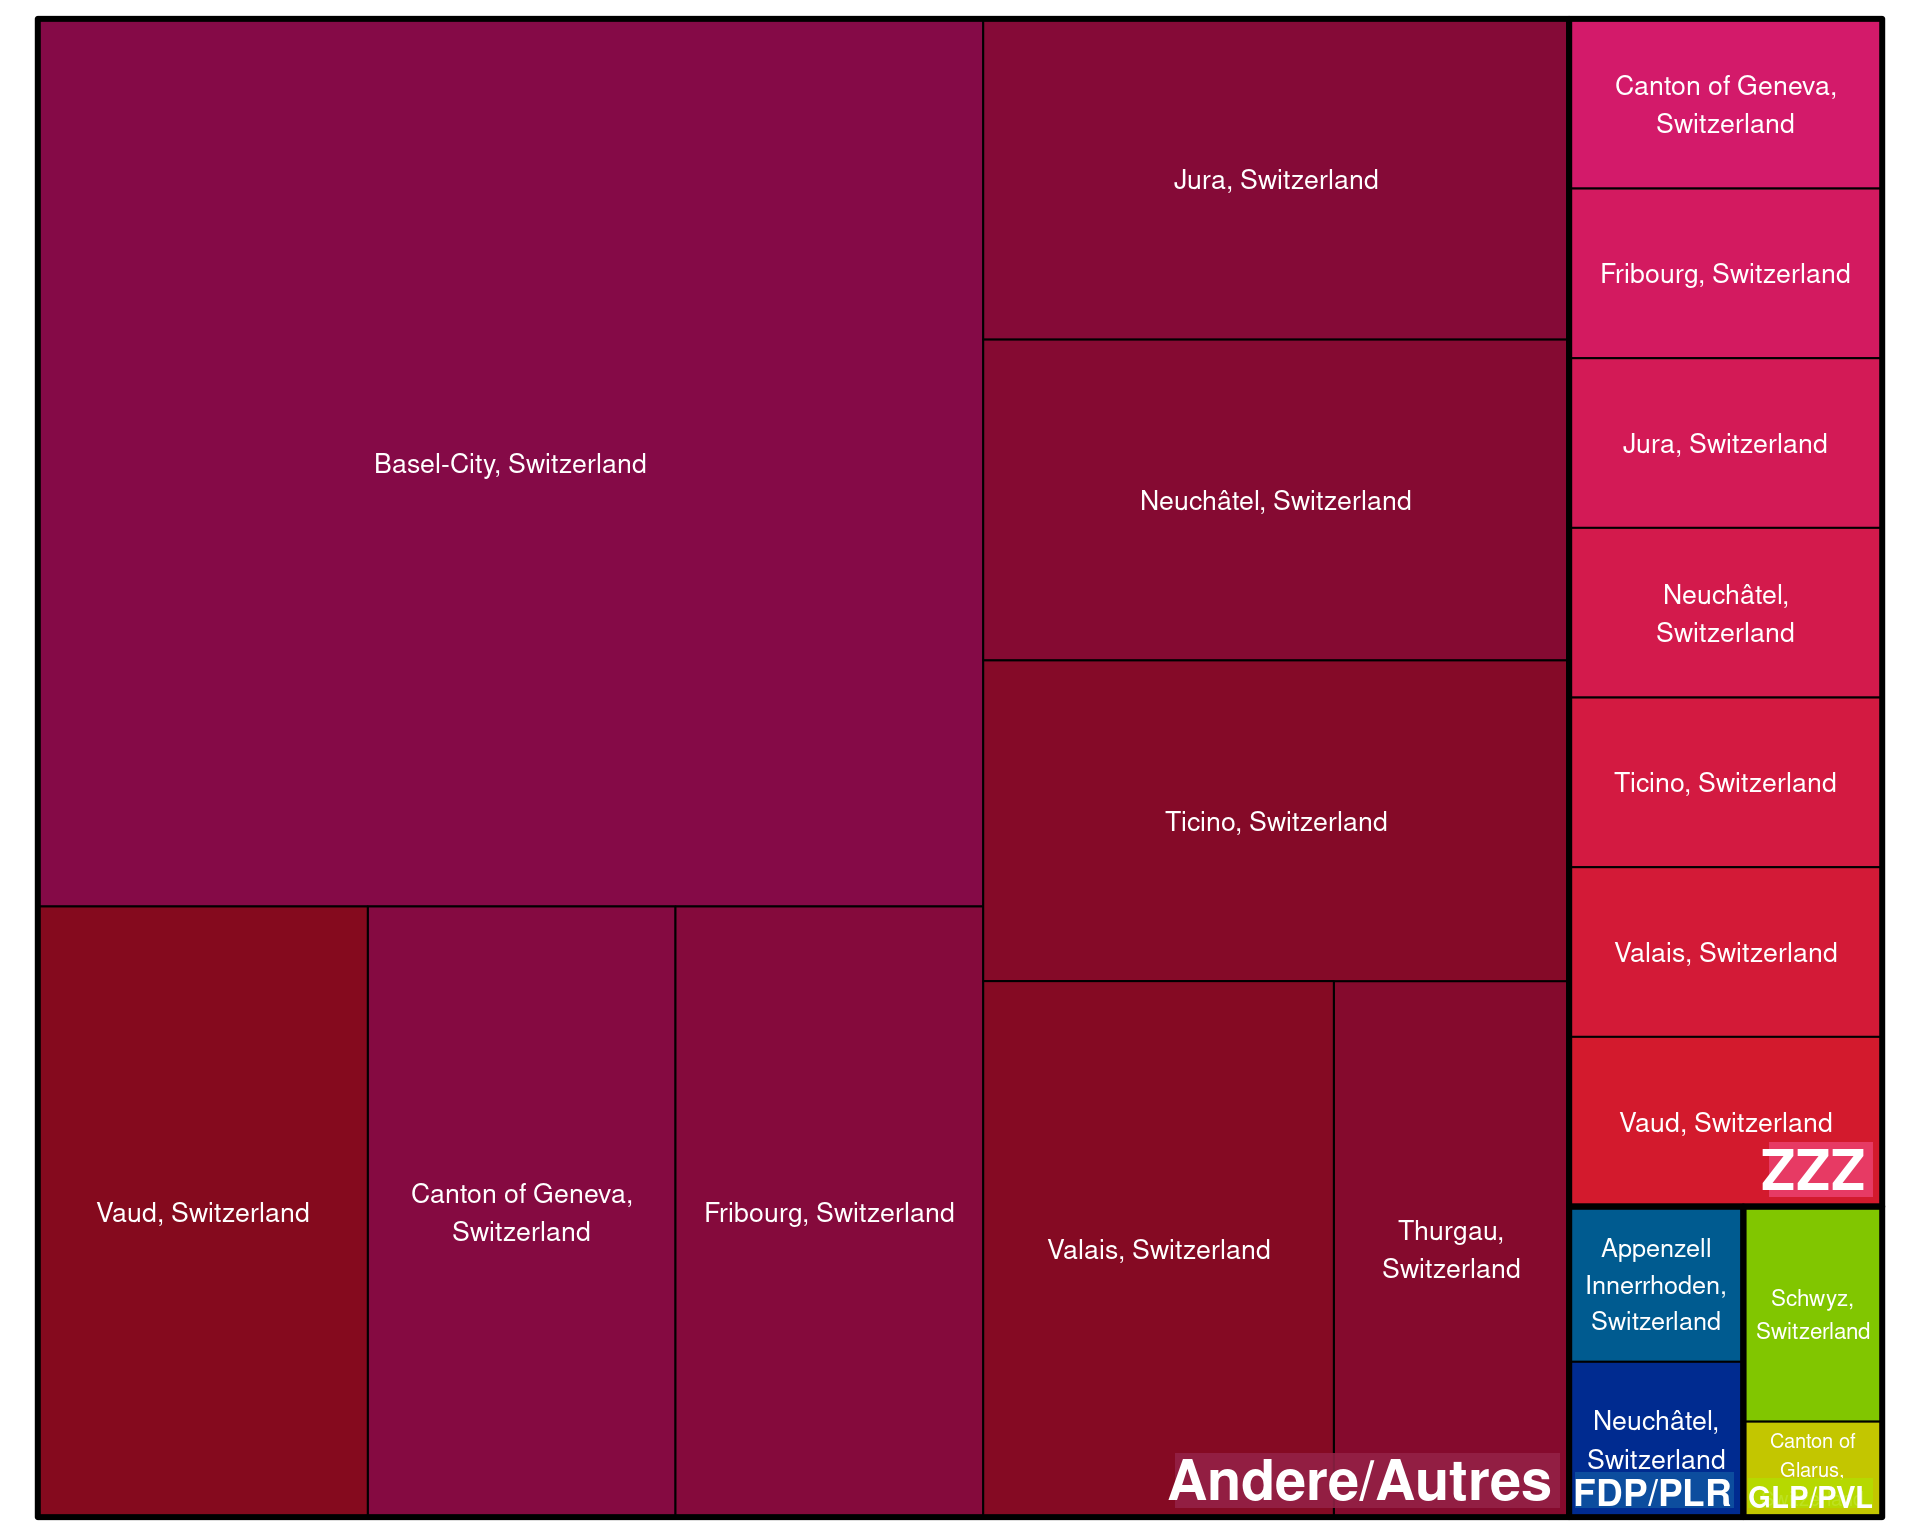 Basel-City, Switzerland
Vaud, Switzerland
Canton of Geneva,
Switzerland
Fribourg, Switzerland
Jura, Switzerland
Neuchâtel, Switzerland
Ticino, Switzerland
Valais, Switzerland
Thurgau,
Switzerland
Andere/Autres
Canton of Geneva,
Switzerland
Fribourg, Switzerland
Jura, Switzerland
Neuchâtel,
Switzerland
Ticino, Switzerland
Valais, Switzerland
Vaud, Switzerland
ZZZ
Appenzell
Innerrhoden,
Switzerland
Neuchâtel,
Switzerland
FDP/PLR
Schwyz,
Switzerland
Canton of
Glarus,
GLP/PVL